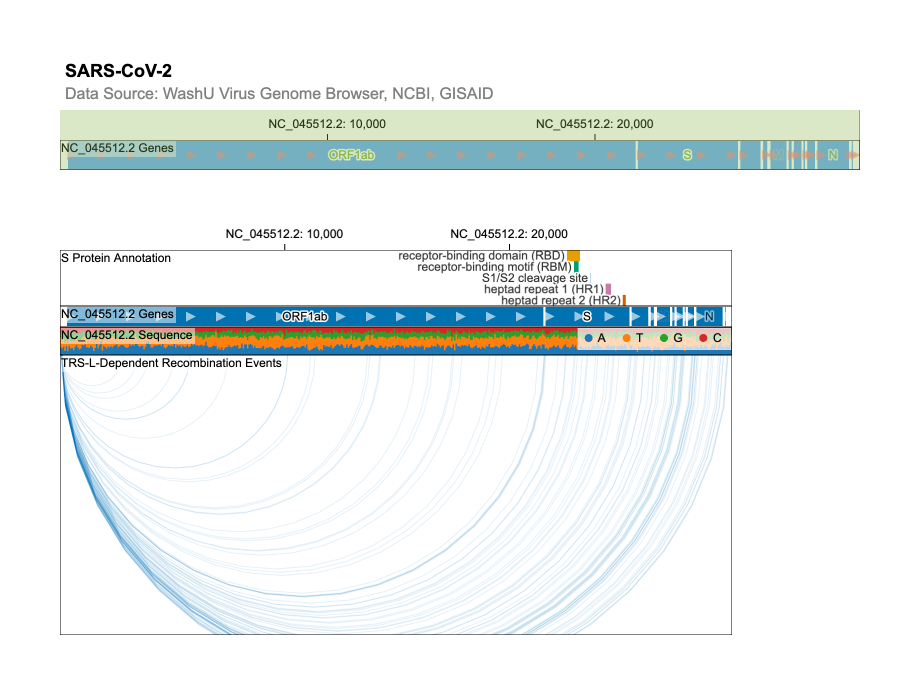 SARS-CoV-2
Data Source: WashU Virus Genome Browser, NCBI, GISAID
NC_045512.2: 10,000 NC_045512.2: 20,000
NC_045512.2 Genes ORF1ab S N
NC_045512.2: 10,000 NC_045512.2: 20,000
S Protein Annotation
receptor-binding domain (RBD)
receptor-binding motif (RBM)
S1/S2 cleavage site
heptad repeat 1 (HR1)
heptad repeat 2 (HR2)
NC_045512.2 Genes ORF1ab S N
NC_045512.2 Sequence A T G C
TRS-L-Dependent Recombination Events